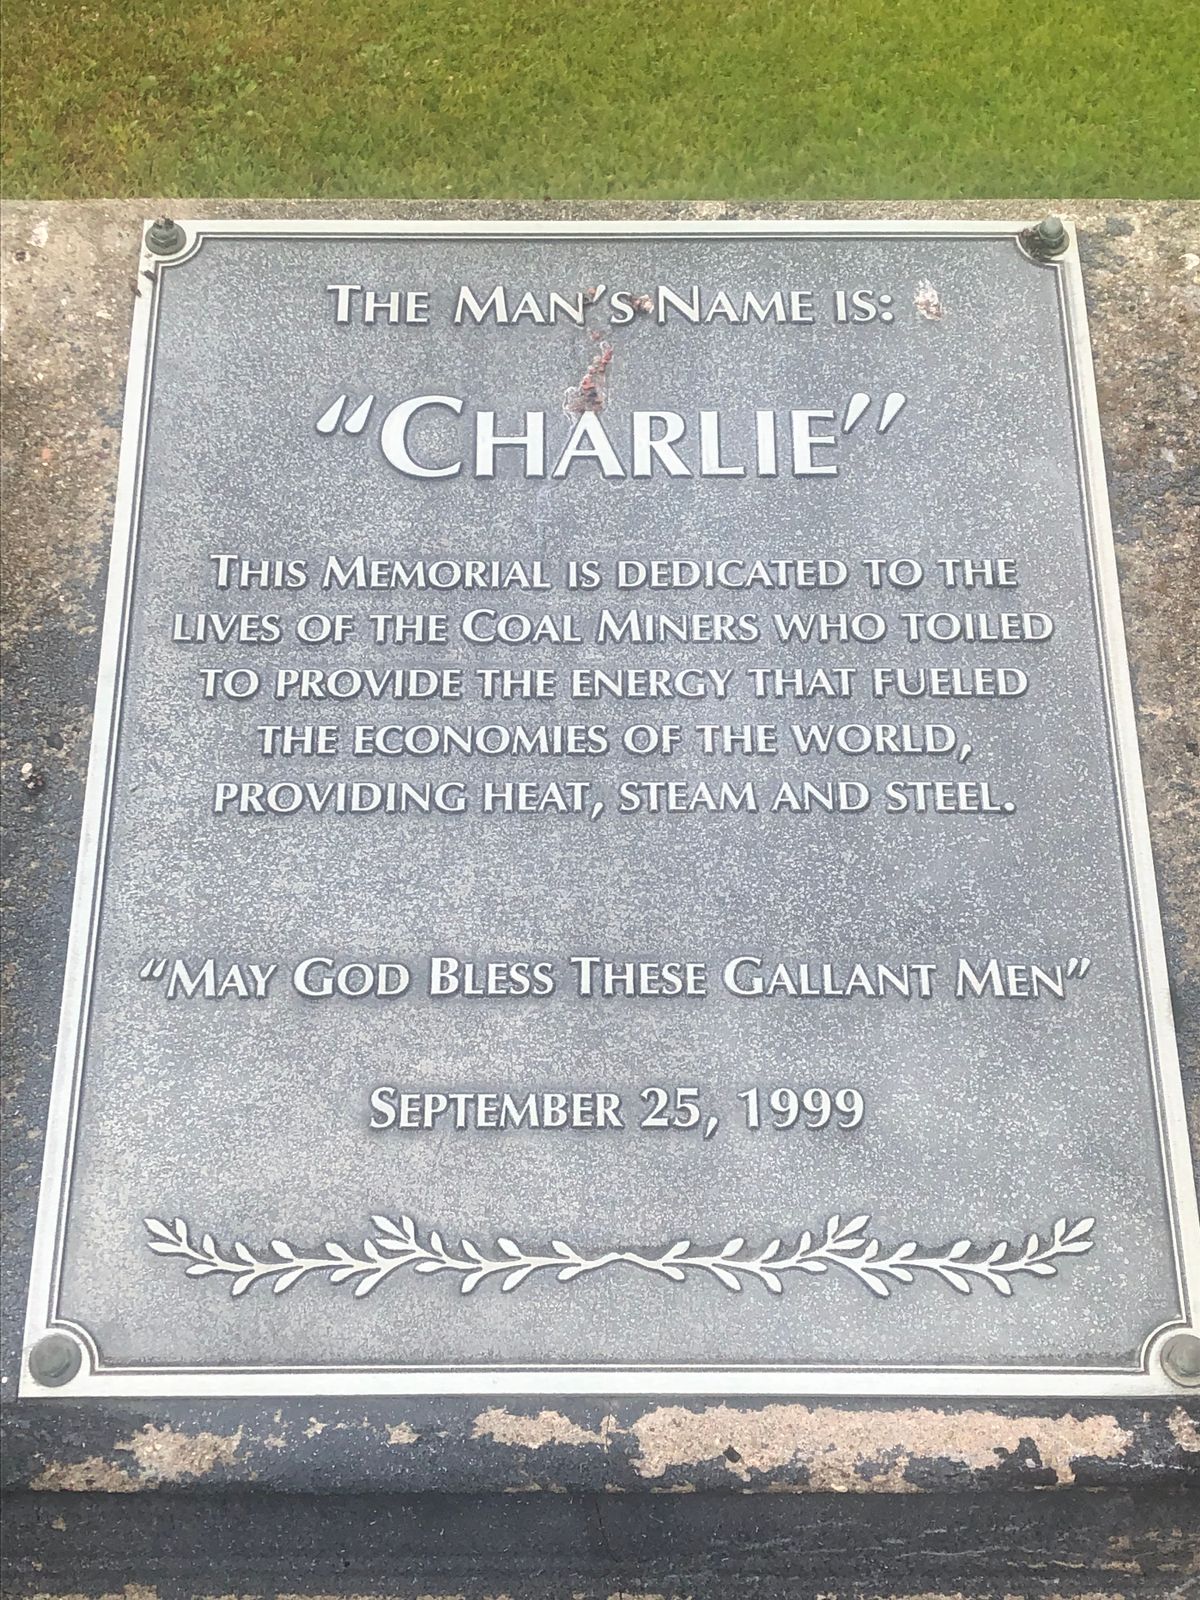 The Man's Name is:
"Charlie"
This Memorial is dedicated to the
lives of the Coal Miners who toiled
to provide the energy that fueled
the economies of the world,
providing heat, steam and steel.
"May God Bless These Gallant Men"
September 25, 1999